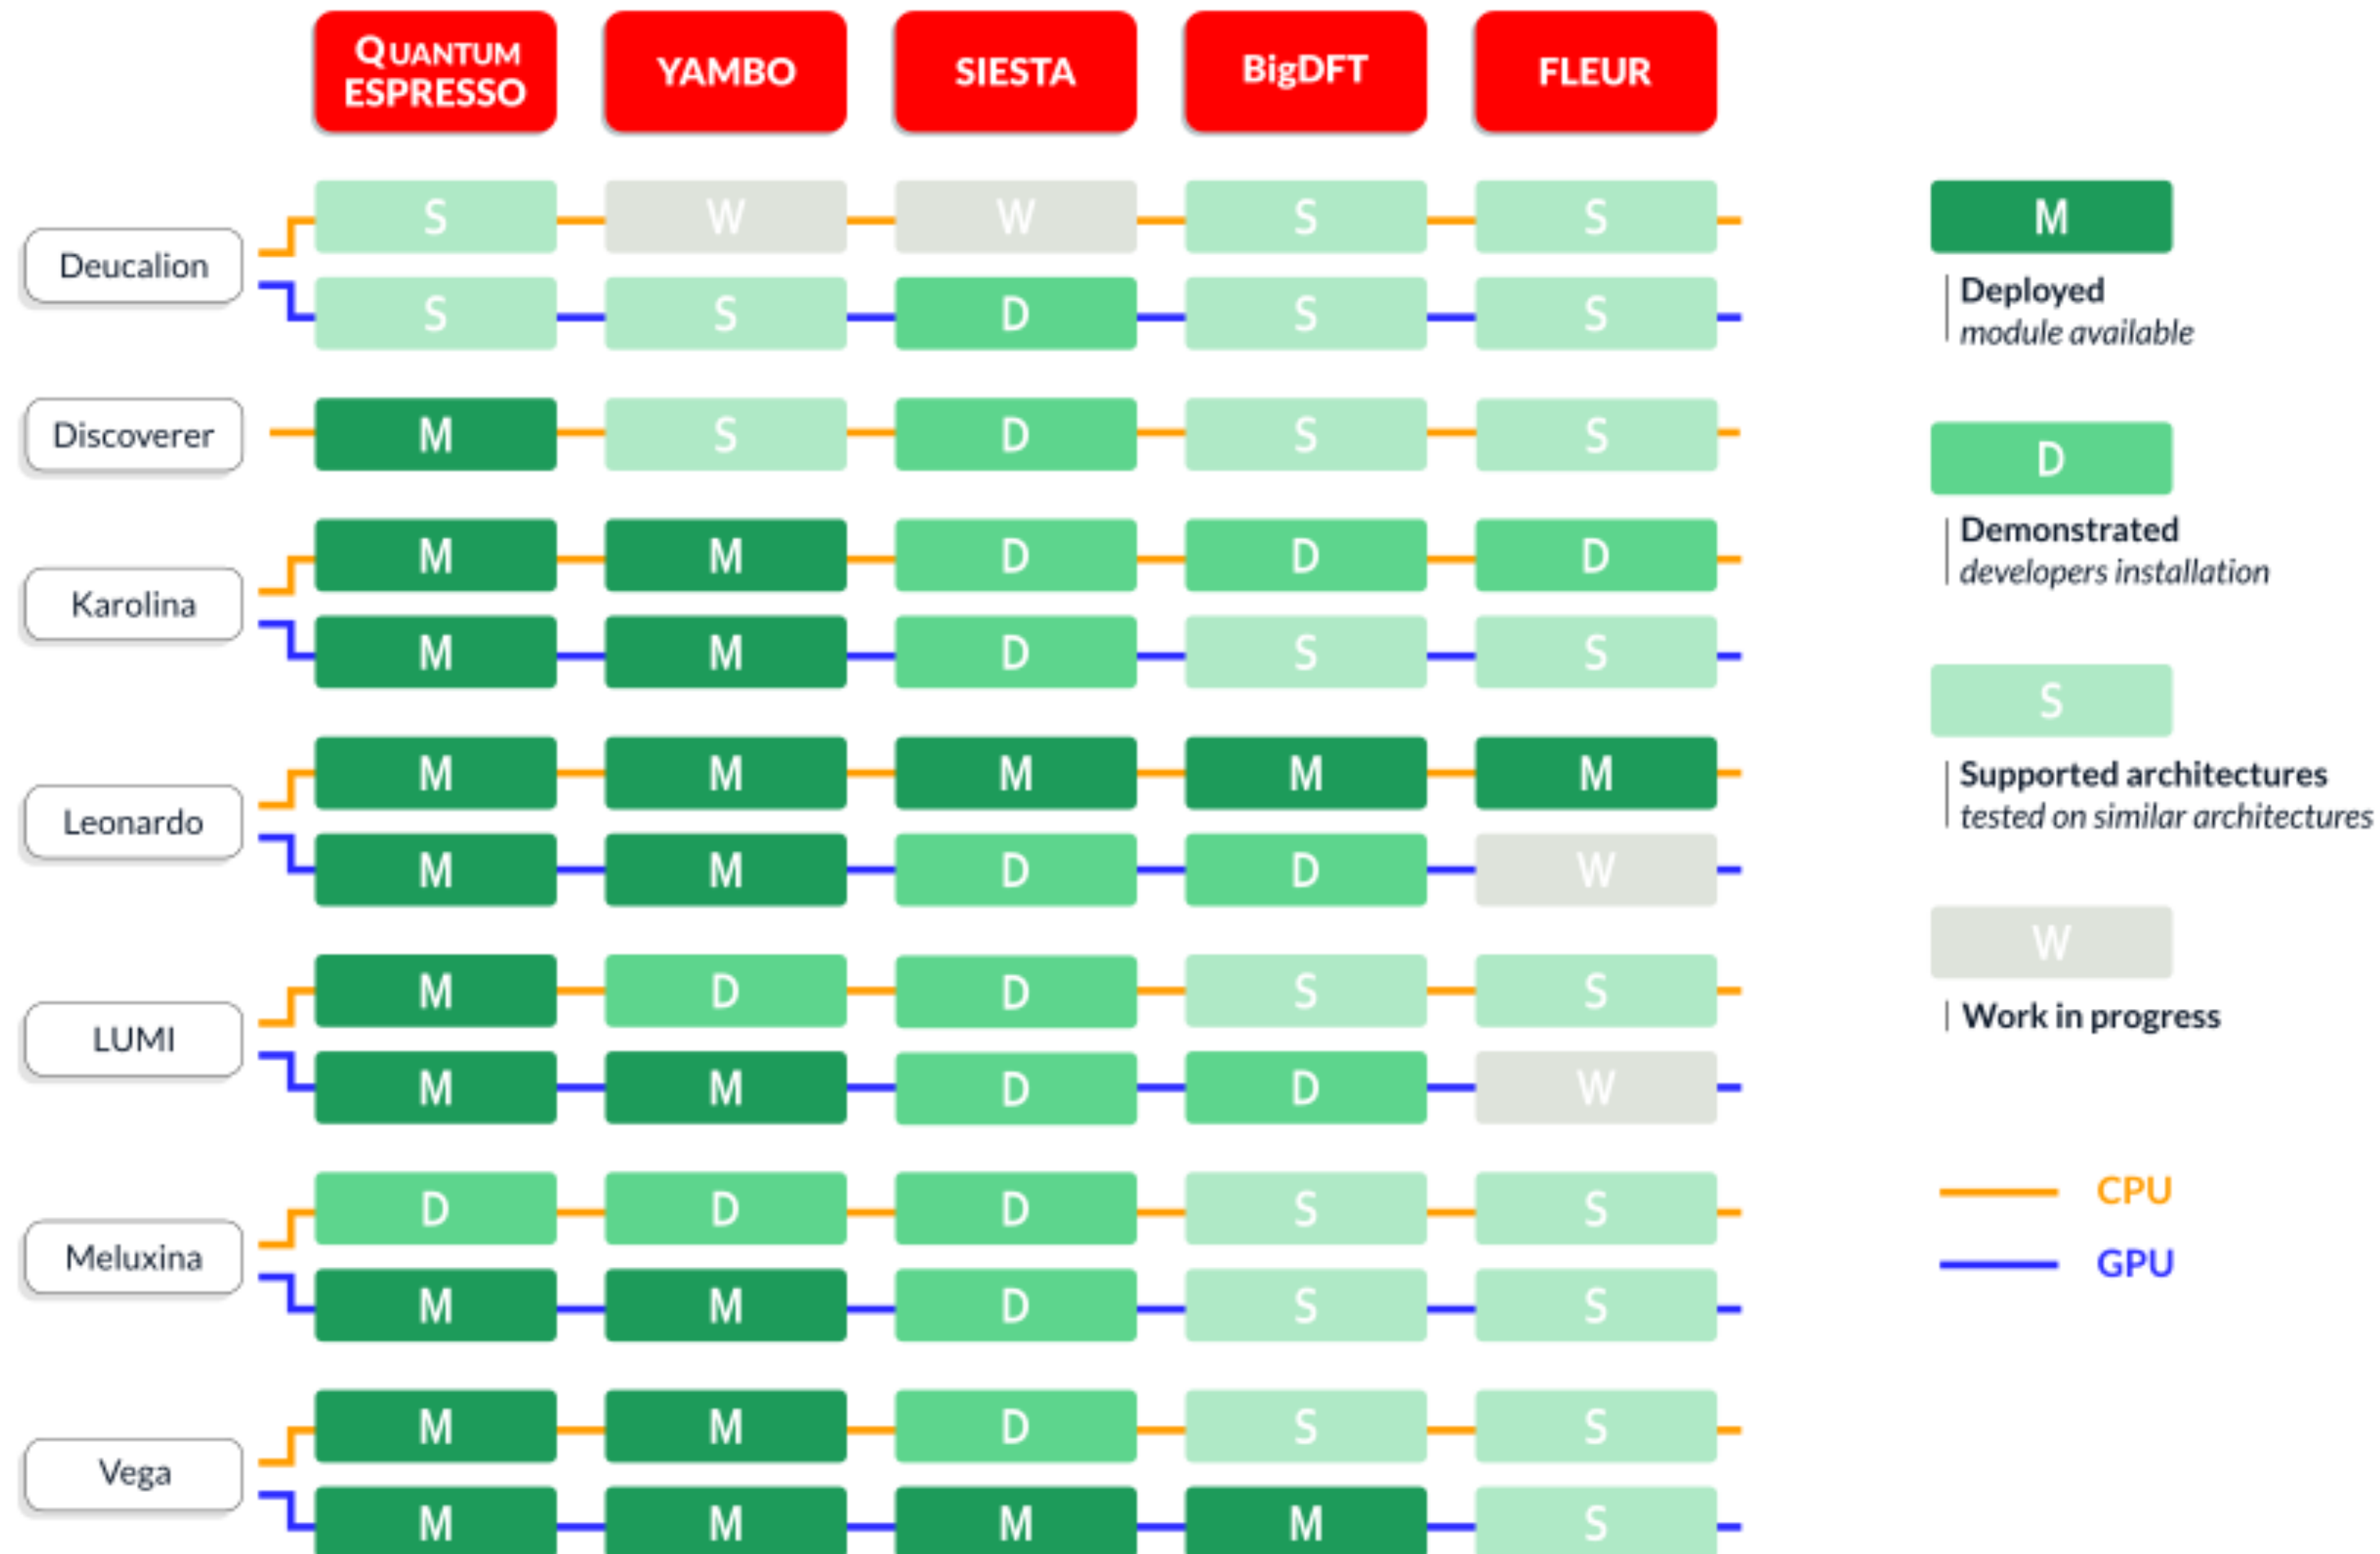 QUANTUM
ESPRESSO
YAMBO
SIESTA
BigDFT
FLEUR
Deucalion
S W W S S
S S D S S
Discoverer
M S D S S
Karolina
M M D D D
M M D S S
Leonardo
M M M M M
M M D D W
LUMI
M D D S S
M M D D W
Meluxina
D D D S S
M M D S S
Vega
M M D S S
M M M M S
M
Deployed
module available
D
Demonstrated
developers installation
S
Supported architectures
tested on similar architectures
W
Work in progress
CPU
GPU